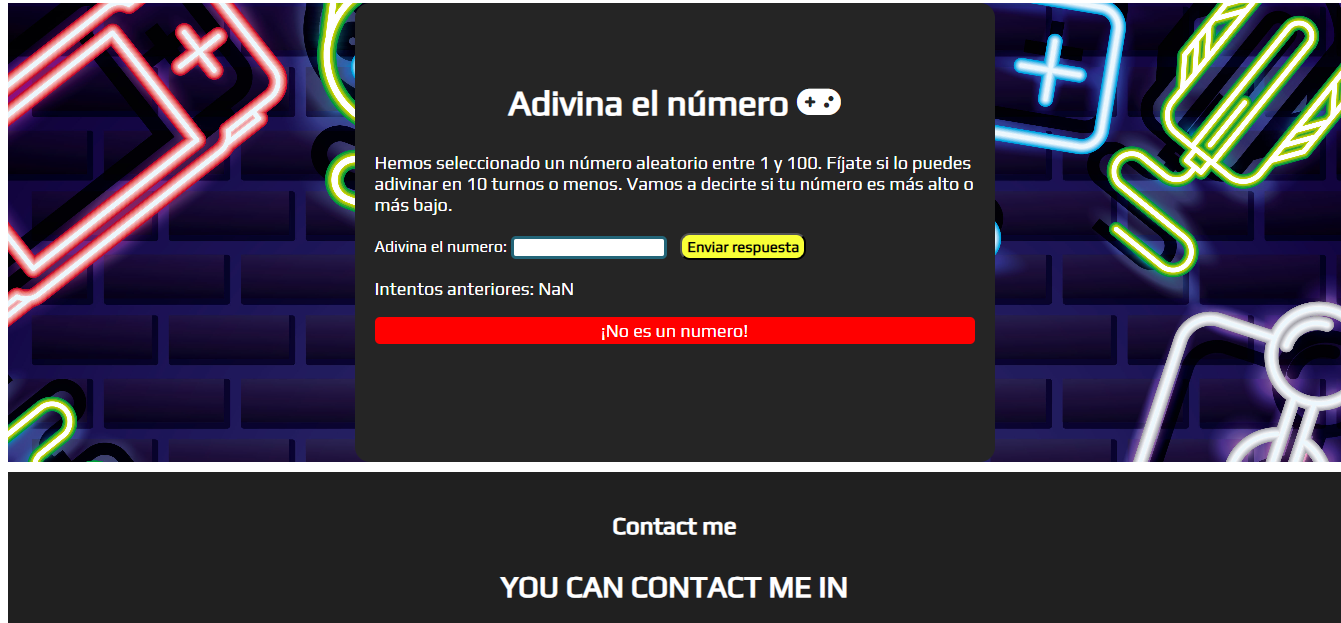 Adivina el número
Hemos seleccionado un número aleatorio entre 1 y 100. Fíjate si lo puedes
adivinar en 10 turnos o menos. Vamos a decirte si tu número es más alto o
más bajo.
Adivina el numero: Enviar respuesta
Intentos anteriores: NaN
¡No es un numero!
Contact me
YOU CAN CONTACT ME IN